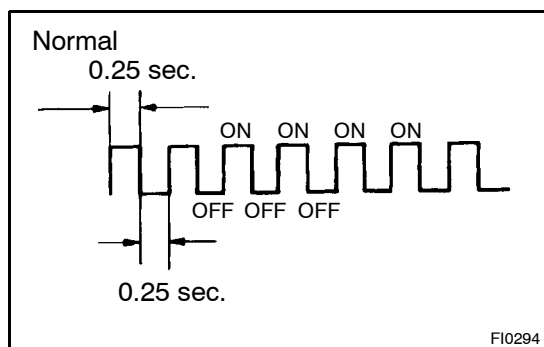 Normal
0.25 sec.
ON ON ON ON
OFF OFF OFF
0.25 sec.
FI0294